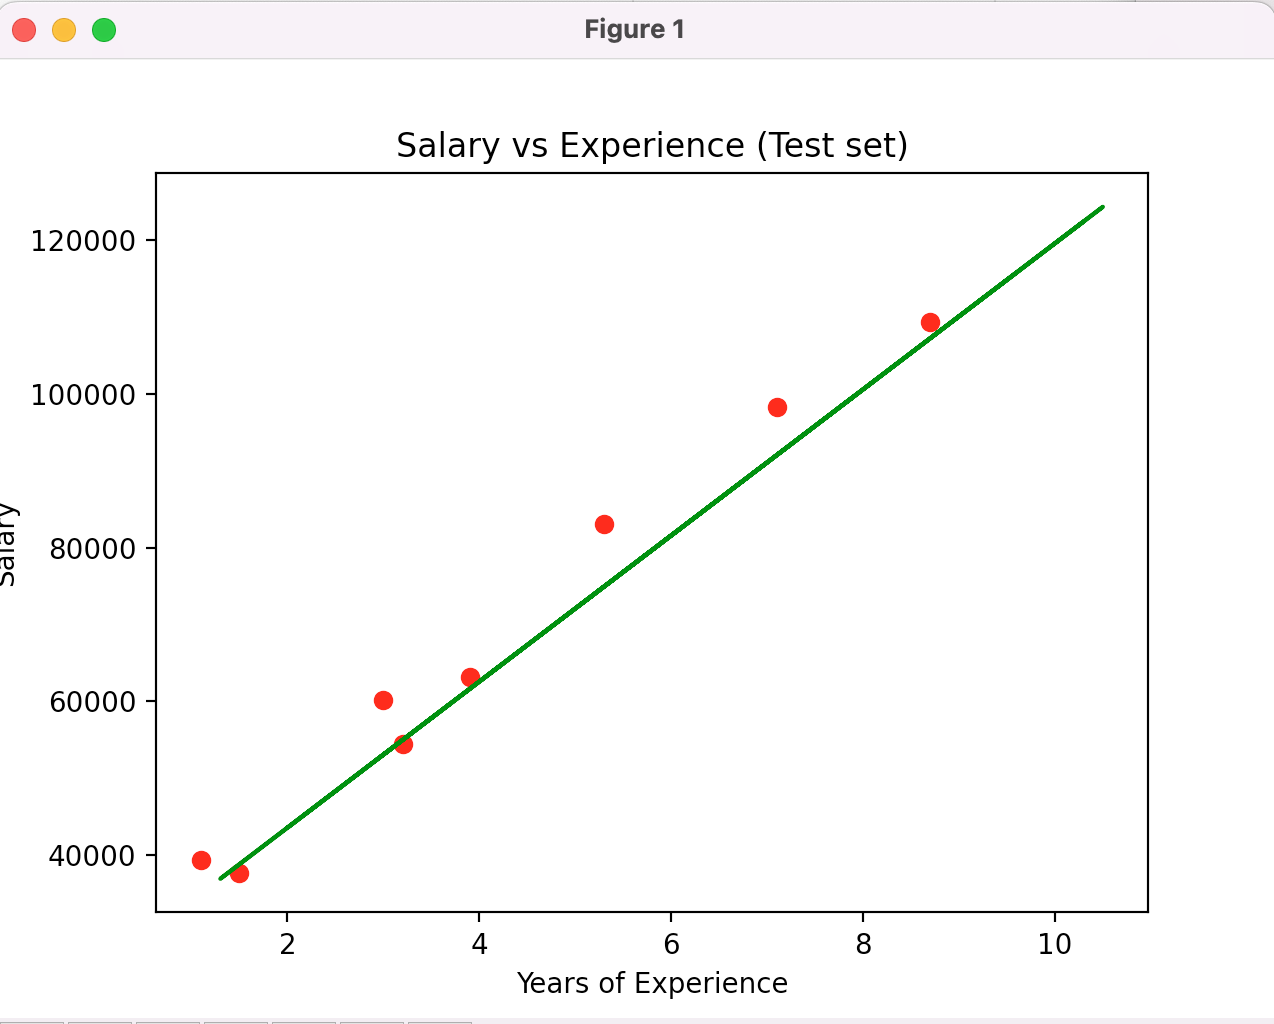 Figure 1
Salary vs Experience (Test set)
120000
100000
80000
60000
40000
Salary
2 4 6 8 10
Years of Experience